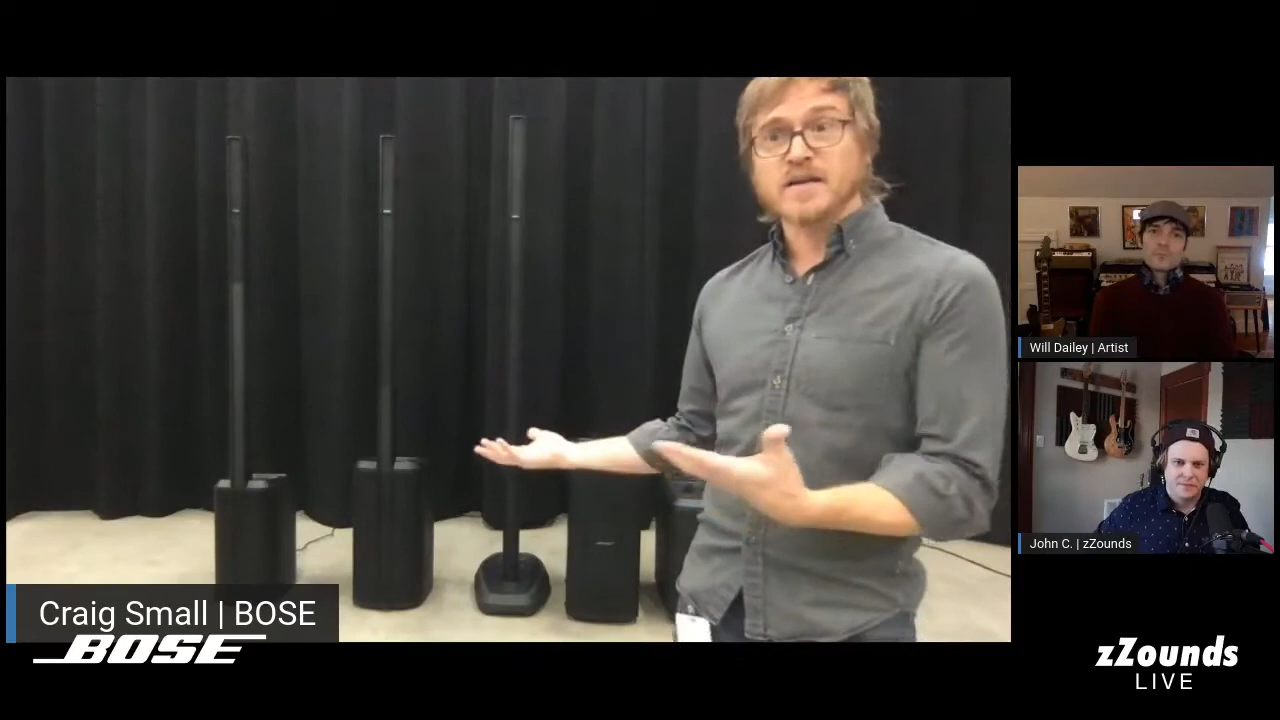 Will Dailey | Artist
John C. | zZounds
Craig Small | BOSE
BOSE
zZounds
LIVE